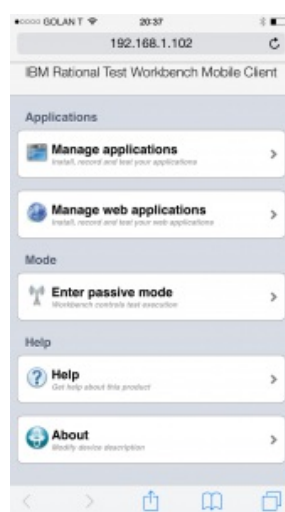 GOLAN T 20:37
192.168.1.102
IBM Rational Test Workbench Mobile Client
Applications
Manage applications
Install, record and test your applications
Manage web applications
Install, record and test your web applications
Mode
Enter passive mode
Workbench controls test execution
Help
Help
Get help about this product
About
Modify device description